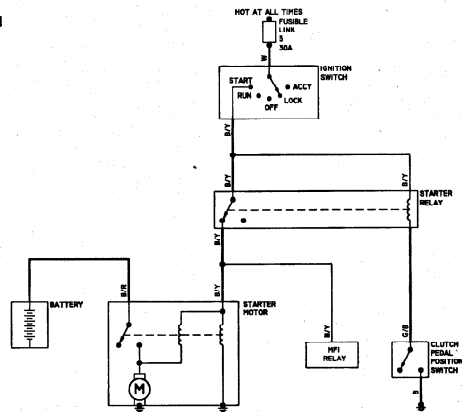 HOT AT ALL TIMES
FUSIBLE
LINK
5
30A
W
IGNITION
SWITCH
START
ACCY
RUN
LOCK
OFF
B/Y
B/Y
B/Y
STARTER
RELAY
B/Y
BATTERY
B/R
B/Y
STARTER
MOTOR
B/Y
G/B
MFI
RELAY
CLUTCH
PEDAL
POSITION
SWITCH
M
B